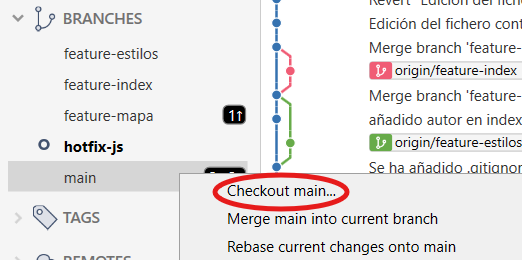 BRANCHES
feature-estilos
feature-index
feature-mapa 1↑
hotfix-js
main
TAGS
REMOTES
Edición del fiche
Edición del fichero cont
Merge branch 'feature-
origin/feature-index
Merge branch 'feature-
añadido autor en index
origin/feature-estilos
Se ha añadido .gitignor
Checkout main...
Merge main into current branch
Rebase current changes onto main